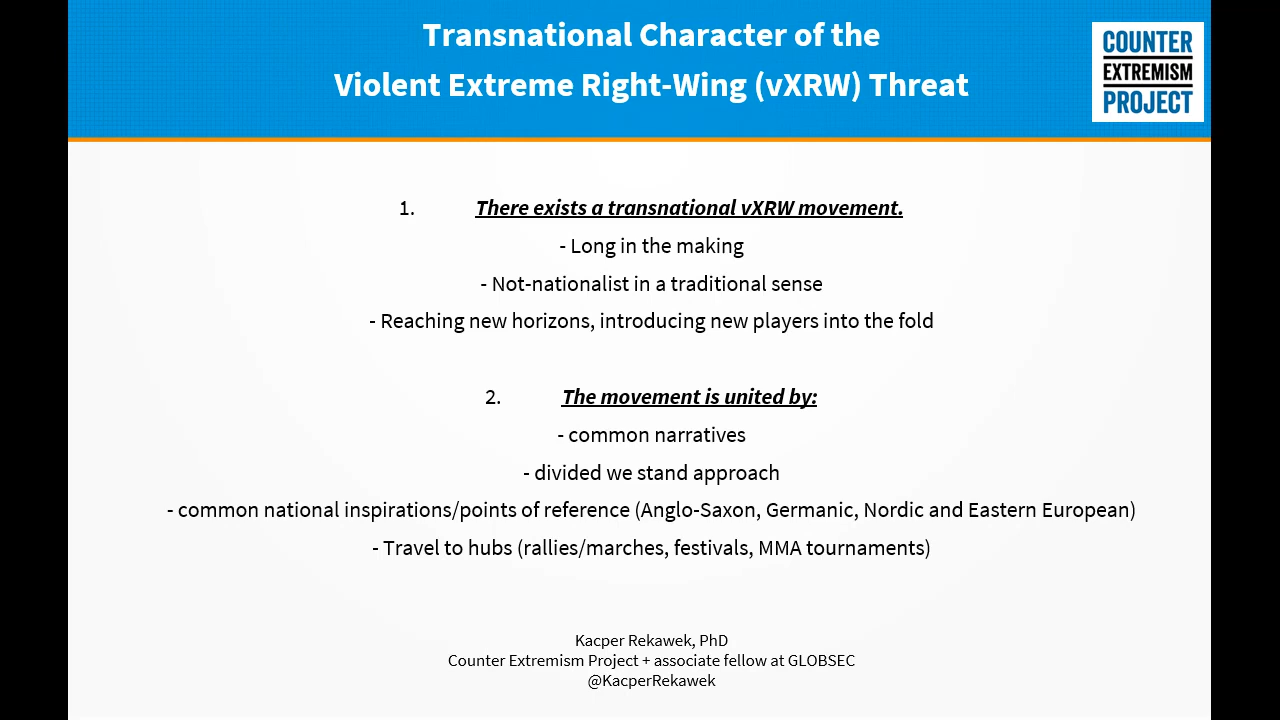 Transnational Character of the
Violent Extreme Right-Wing (vXRW) Threat
COUNTER
EXTREMISM
PROJECT
1. There exists a transnational vXRW movement.
- Long in the making
- Not-nationalist in a traditional sense
- Reaching new horizons, introducing new players into the fold
2. The movement is united by:
- common narratives
- divided we stand approach
- common national inspirations/points of reference (Anglo-Saxon, Germanic, Nordic and Eastern European)
- Travel to hubs (rallies/marches, festivals, MMA tournaments)
Kacper Rekawek, PhD
Counter Extremism Project + associate fellow at GLOBSEC
@KacperRekawek